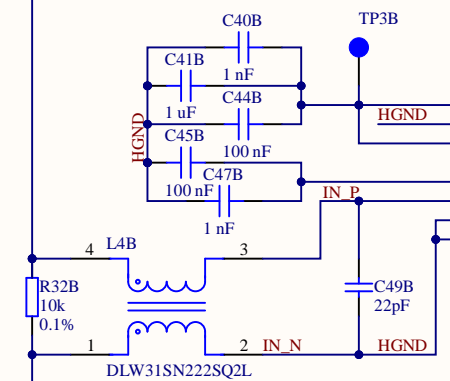 C40B
TP3B
1 nF
C41B
1 uF
C44B
HGND
HGND
100 nF
C45B
100 nF
C47B
1 nF
IN_P
4
L4B
3
R32B
10k
0.1%
C49B
22pF
1
2
IN_N
HGND
DLW31SN222SQ2L